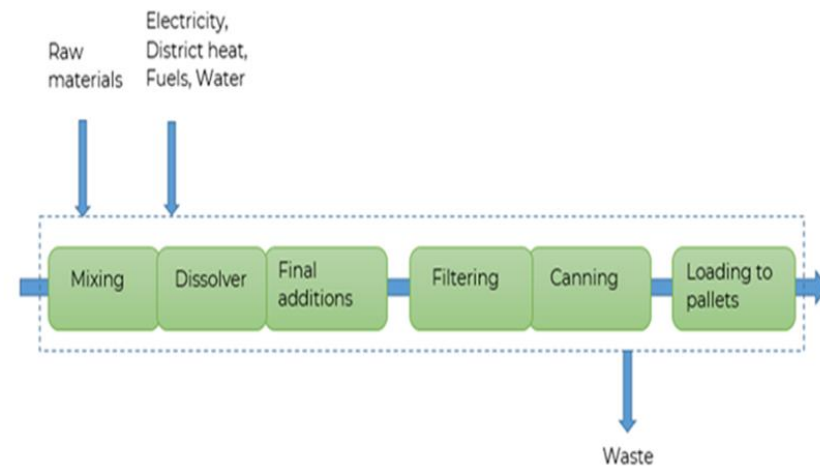 Raw
materials
Electricity,
District heat,
Fuels, Water
Mixing
Dissolver
Final
additions
Filtering
Canning
Loading to
pallets
Waste